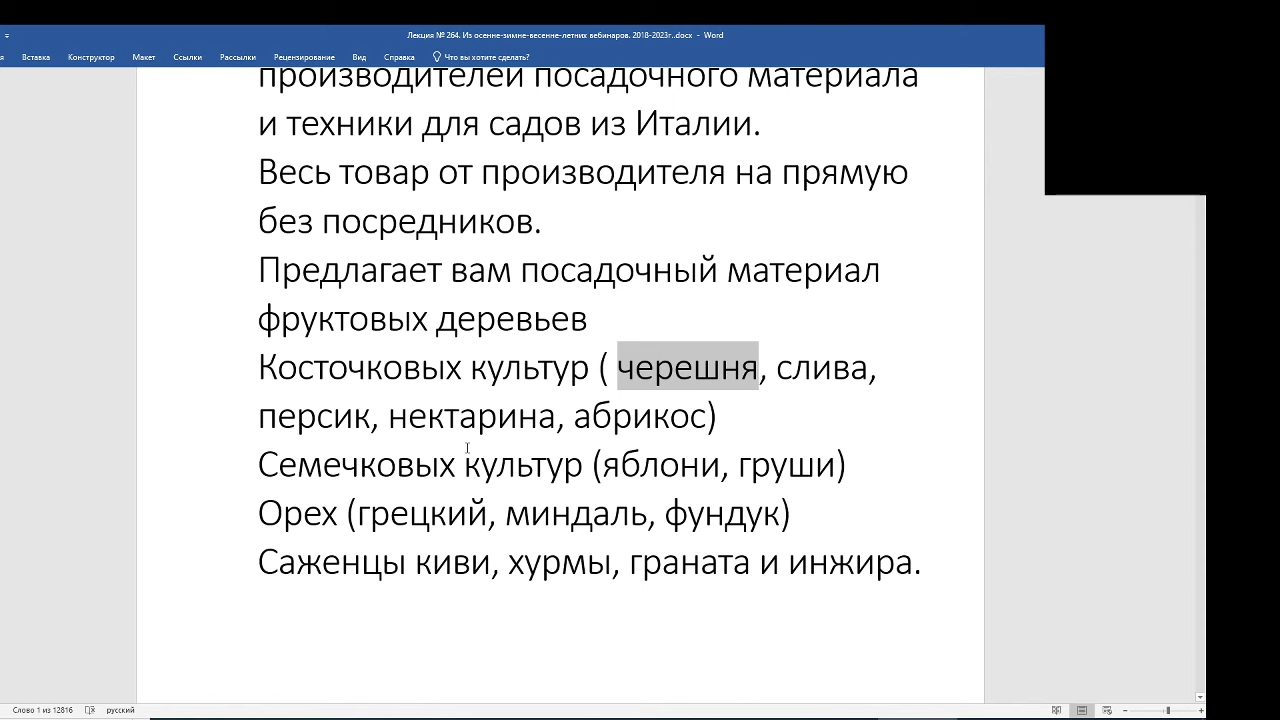 Лекция № 264. Из осенне-зимне-весенне-летних вебинаров. 2018-2023г..docx - Word
Вставка Конструктор Макет Ссылки Рассылки Рецензирование Вид Справка Что вы хотите сделать?
производителей посадочного материала
и техники для садов из Италии.
Весь товар от производителя на прямую
без посредников.
Предлагает вам посадочный материал
фруктовых деревьев
Косточковых культур ( черешня, слива,
персик, нектарина, абрикос)
Семечковых культур (яблони, груши)
Орех (грецкий, миндаль, фундук)
Саженцы киви, хурмы, граната и инжира.
Слово 1 из 12816 русский